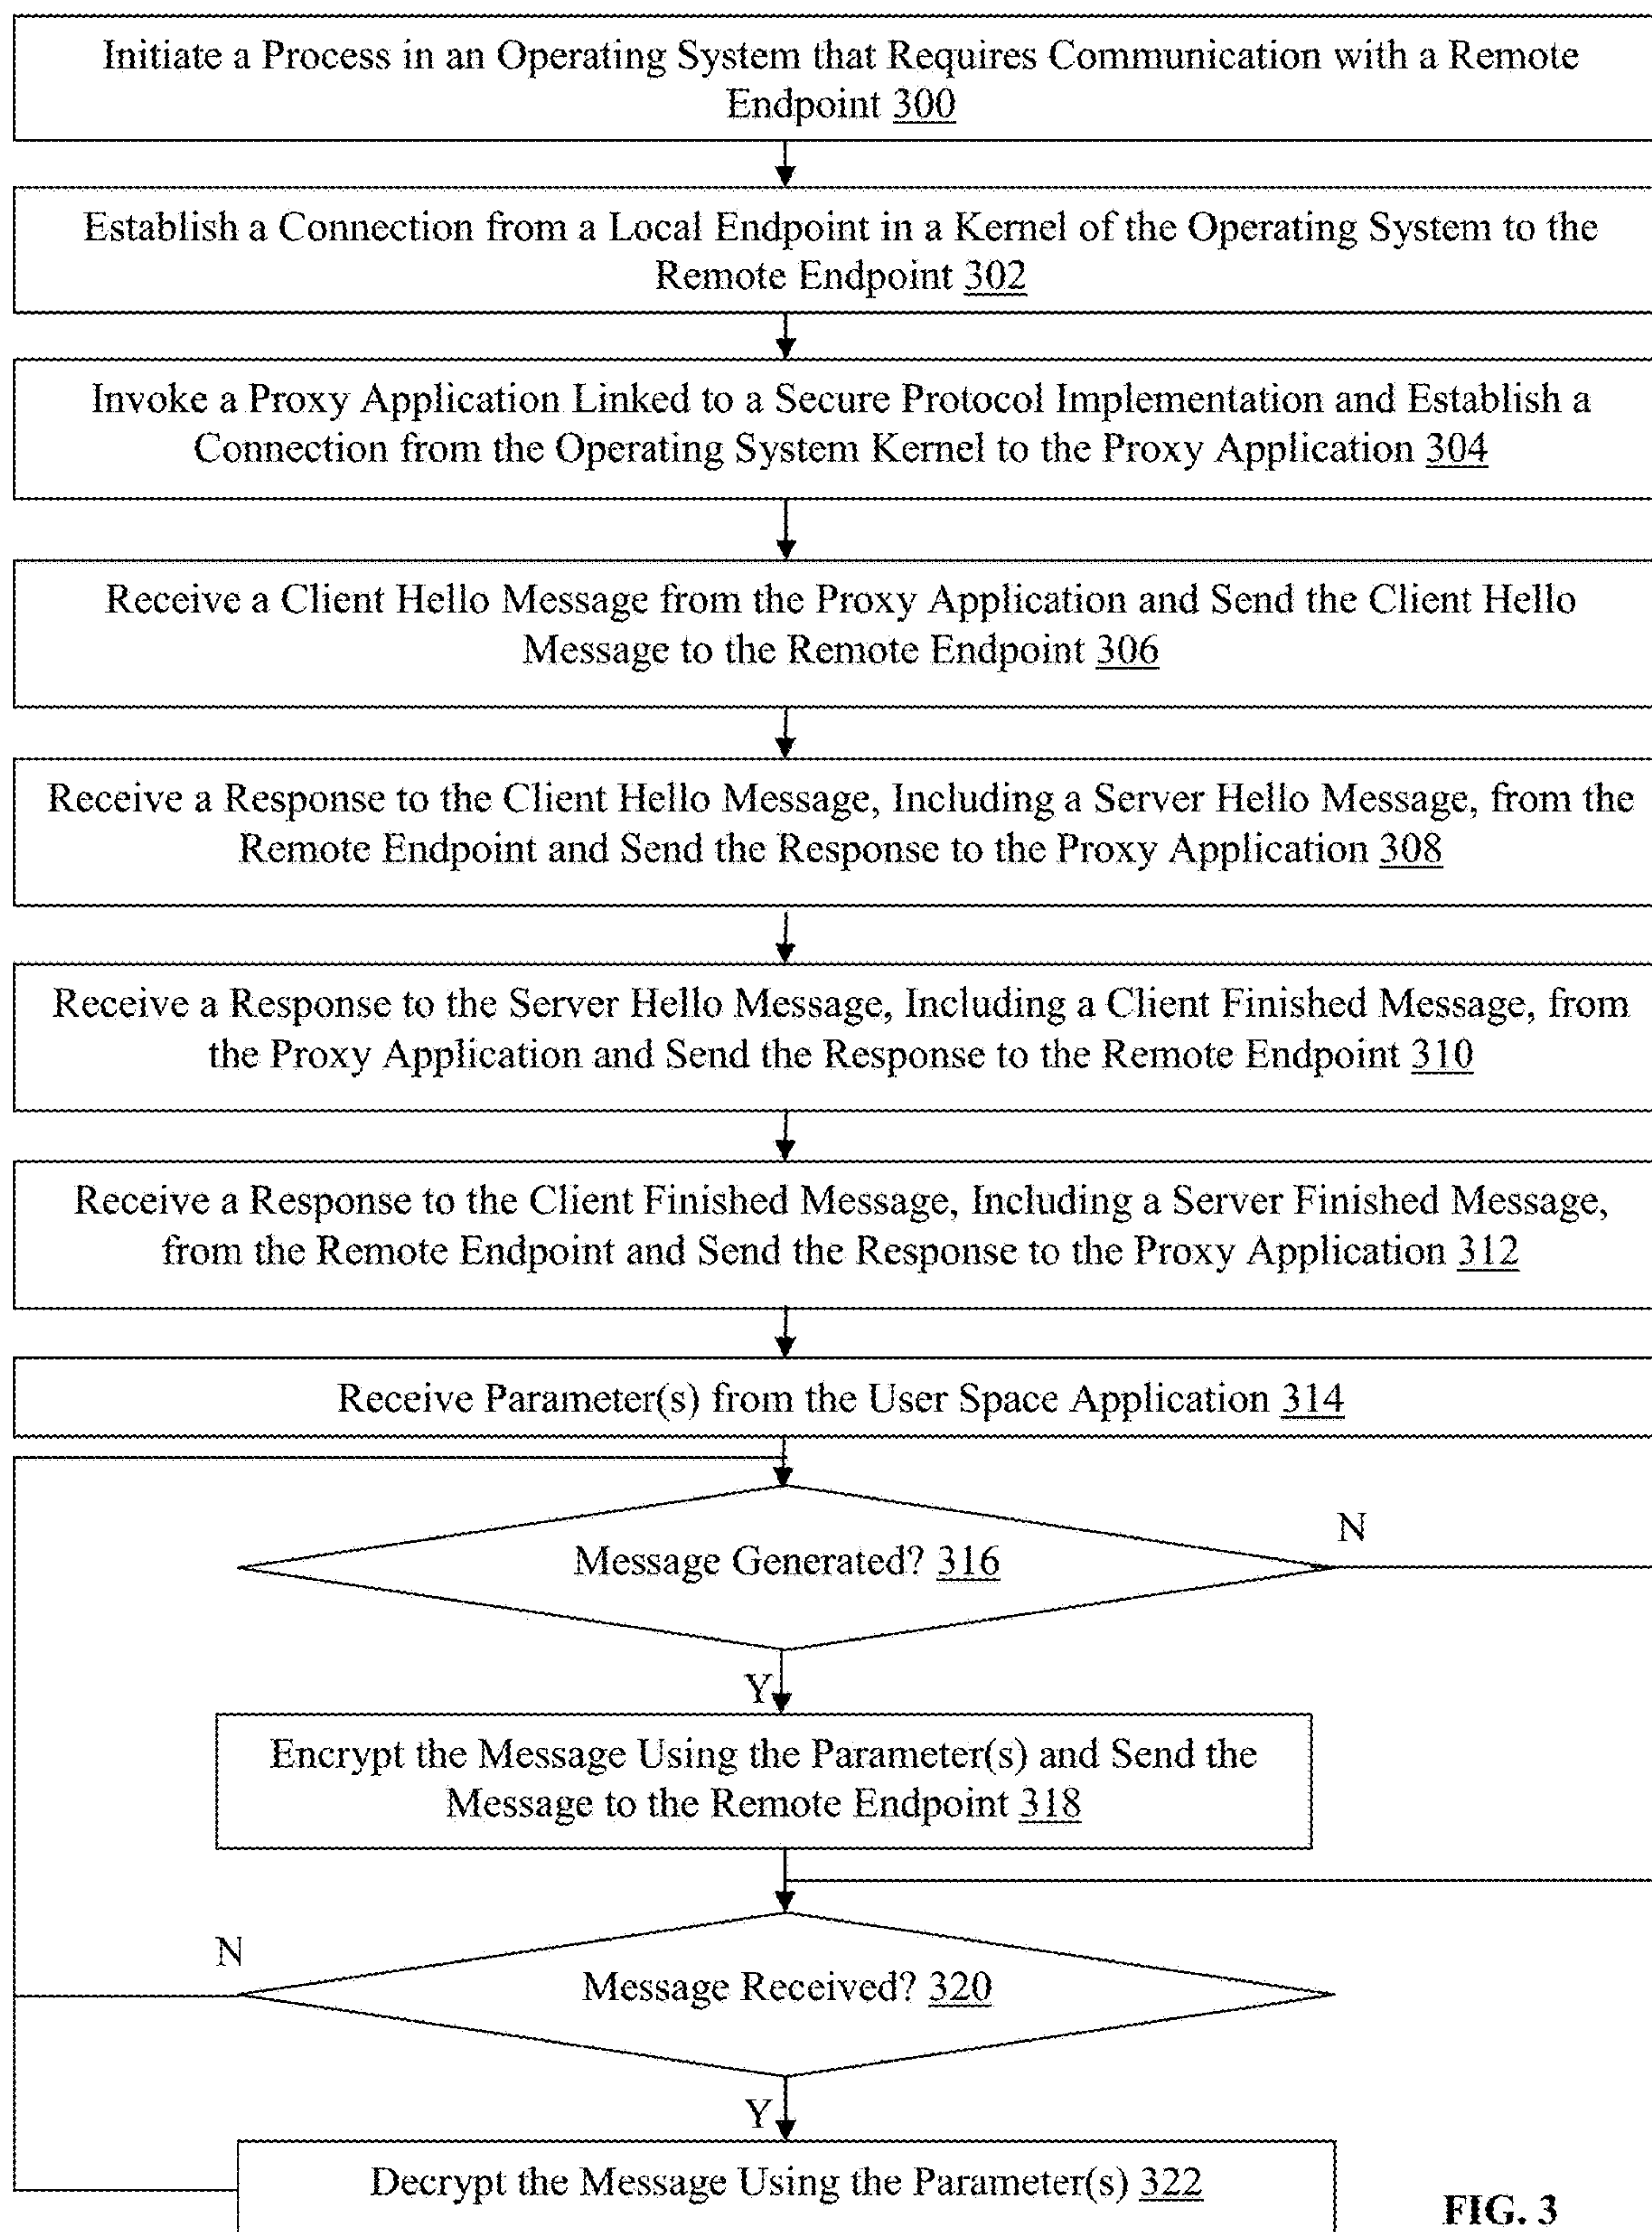 Initiate a Process in an Operating System that Requires Communication with a Remote
Endpoint 300
Establish a Connection from a Local Endpoint in a Kernel of the Operating System to the
Remote Endpoint 302
Invoke a Proxy Application Linked to a Secure Protocol Implementation and Establish a
Connection from the Operating System Kernel to the Proxy Application 304
Receive a Client Hello Message from the Proxy Application and Send the Client Hello
Message to the Remote Endpoint 306
Receive a Response to the Client Hello Message, Including a Server Hello Message, from the
Remote Endpoint and Send the Response to the Proxy Application 308
Receive a Response to the Server Hello Message, Including a Client Finished Message, from
the Proxy Application and Send the Response to the Remote Endpoint 310
Receive a Response to the Client Finished Message, Including a Server Finished Message,
from the Remote Endpoint and Send the Response to the Proxy Application 312
Receive Parameter(s) from the User Space Application 314
N
Message Generated? 316
Y
Encrypt the Message Using the Parameter(s) and Send the
Message to the Remote Endpoint 318
N
Message Received? 320
Y
Decrypt the Message Using the Parameter(s) 322
FIG. 3